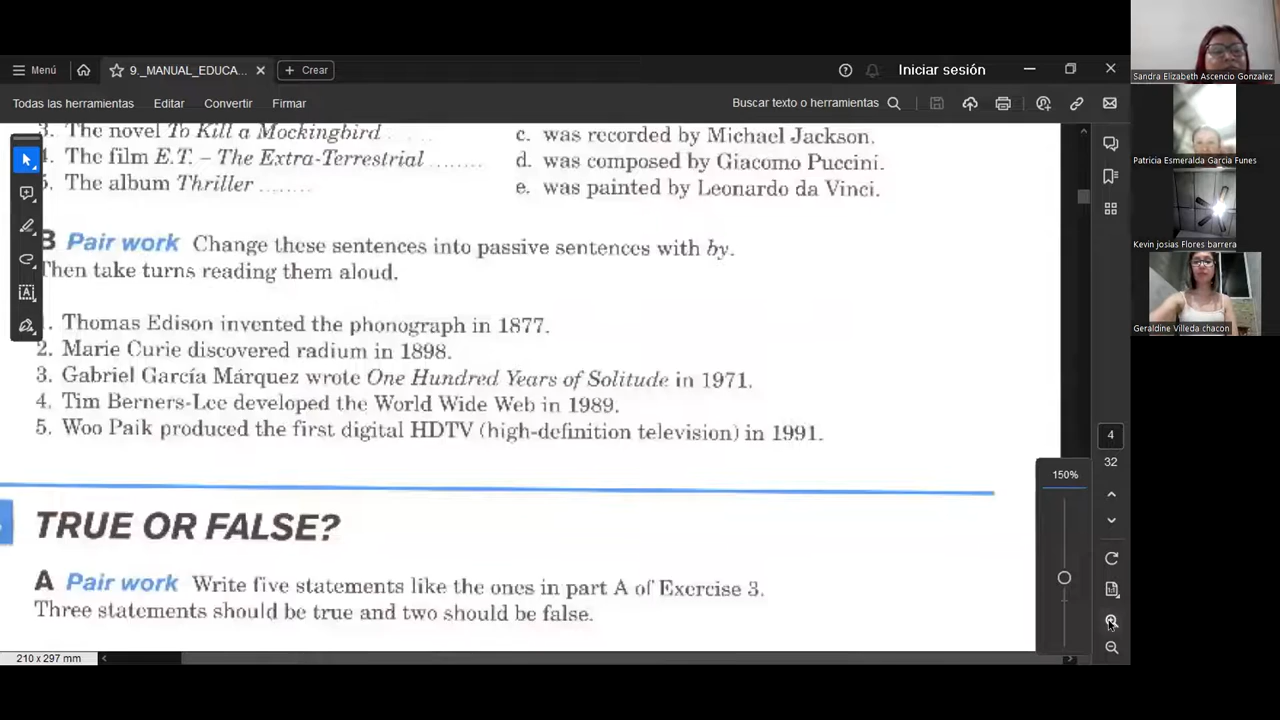 Menú
9._MANUAL_EDUCA...
Crear
Iniciar sesión
Todas las herramientas
Editar
Convertir
Firmar
Buscar texto o herramientas
3. The novel To Kill a Mockingbird ........
4. The film E.T. – The Extra-Terrestrial ........
5. The album Thriller ........
c. was recorded by Michael Jackson.
d. was composed by Giacomo Puccini.
e. was painted by Leonardo da Vinci.
B Pair work Change these sentences into passive sentences with by.
Then take turns reading them aloud.
1. Thomas Edison invented the phonograph in 1877.
2. Marie Curie discovered radium in 1898.
3. Gabriel García Márquez wrote One Hundred Years of Solitude in 1971.
4. Tim Berners-Lee developed the World Wide Web in 1989.
5. Woo Paik produced the first digital HDTV (high-definition television) in 1991.
TRUE OR FALSE?
A Pair work Write five statements like the ones in part A of Exercise 3.
Three statements should be true and two should be false.
4
32
150%
210 x 297 mm
Sandra Elizabeth Ascencio Gonzalez
Patricia Esmeralda Garcia Funes
Kevin josias Flores barrera
Geraldine Villeda chacon